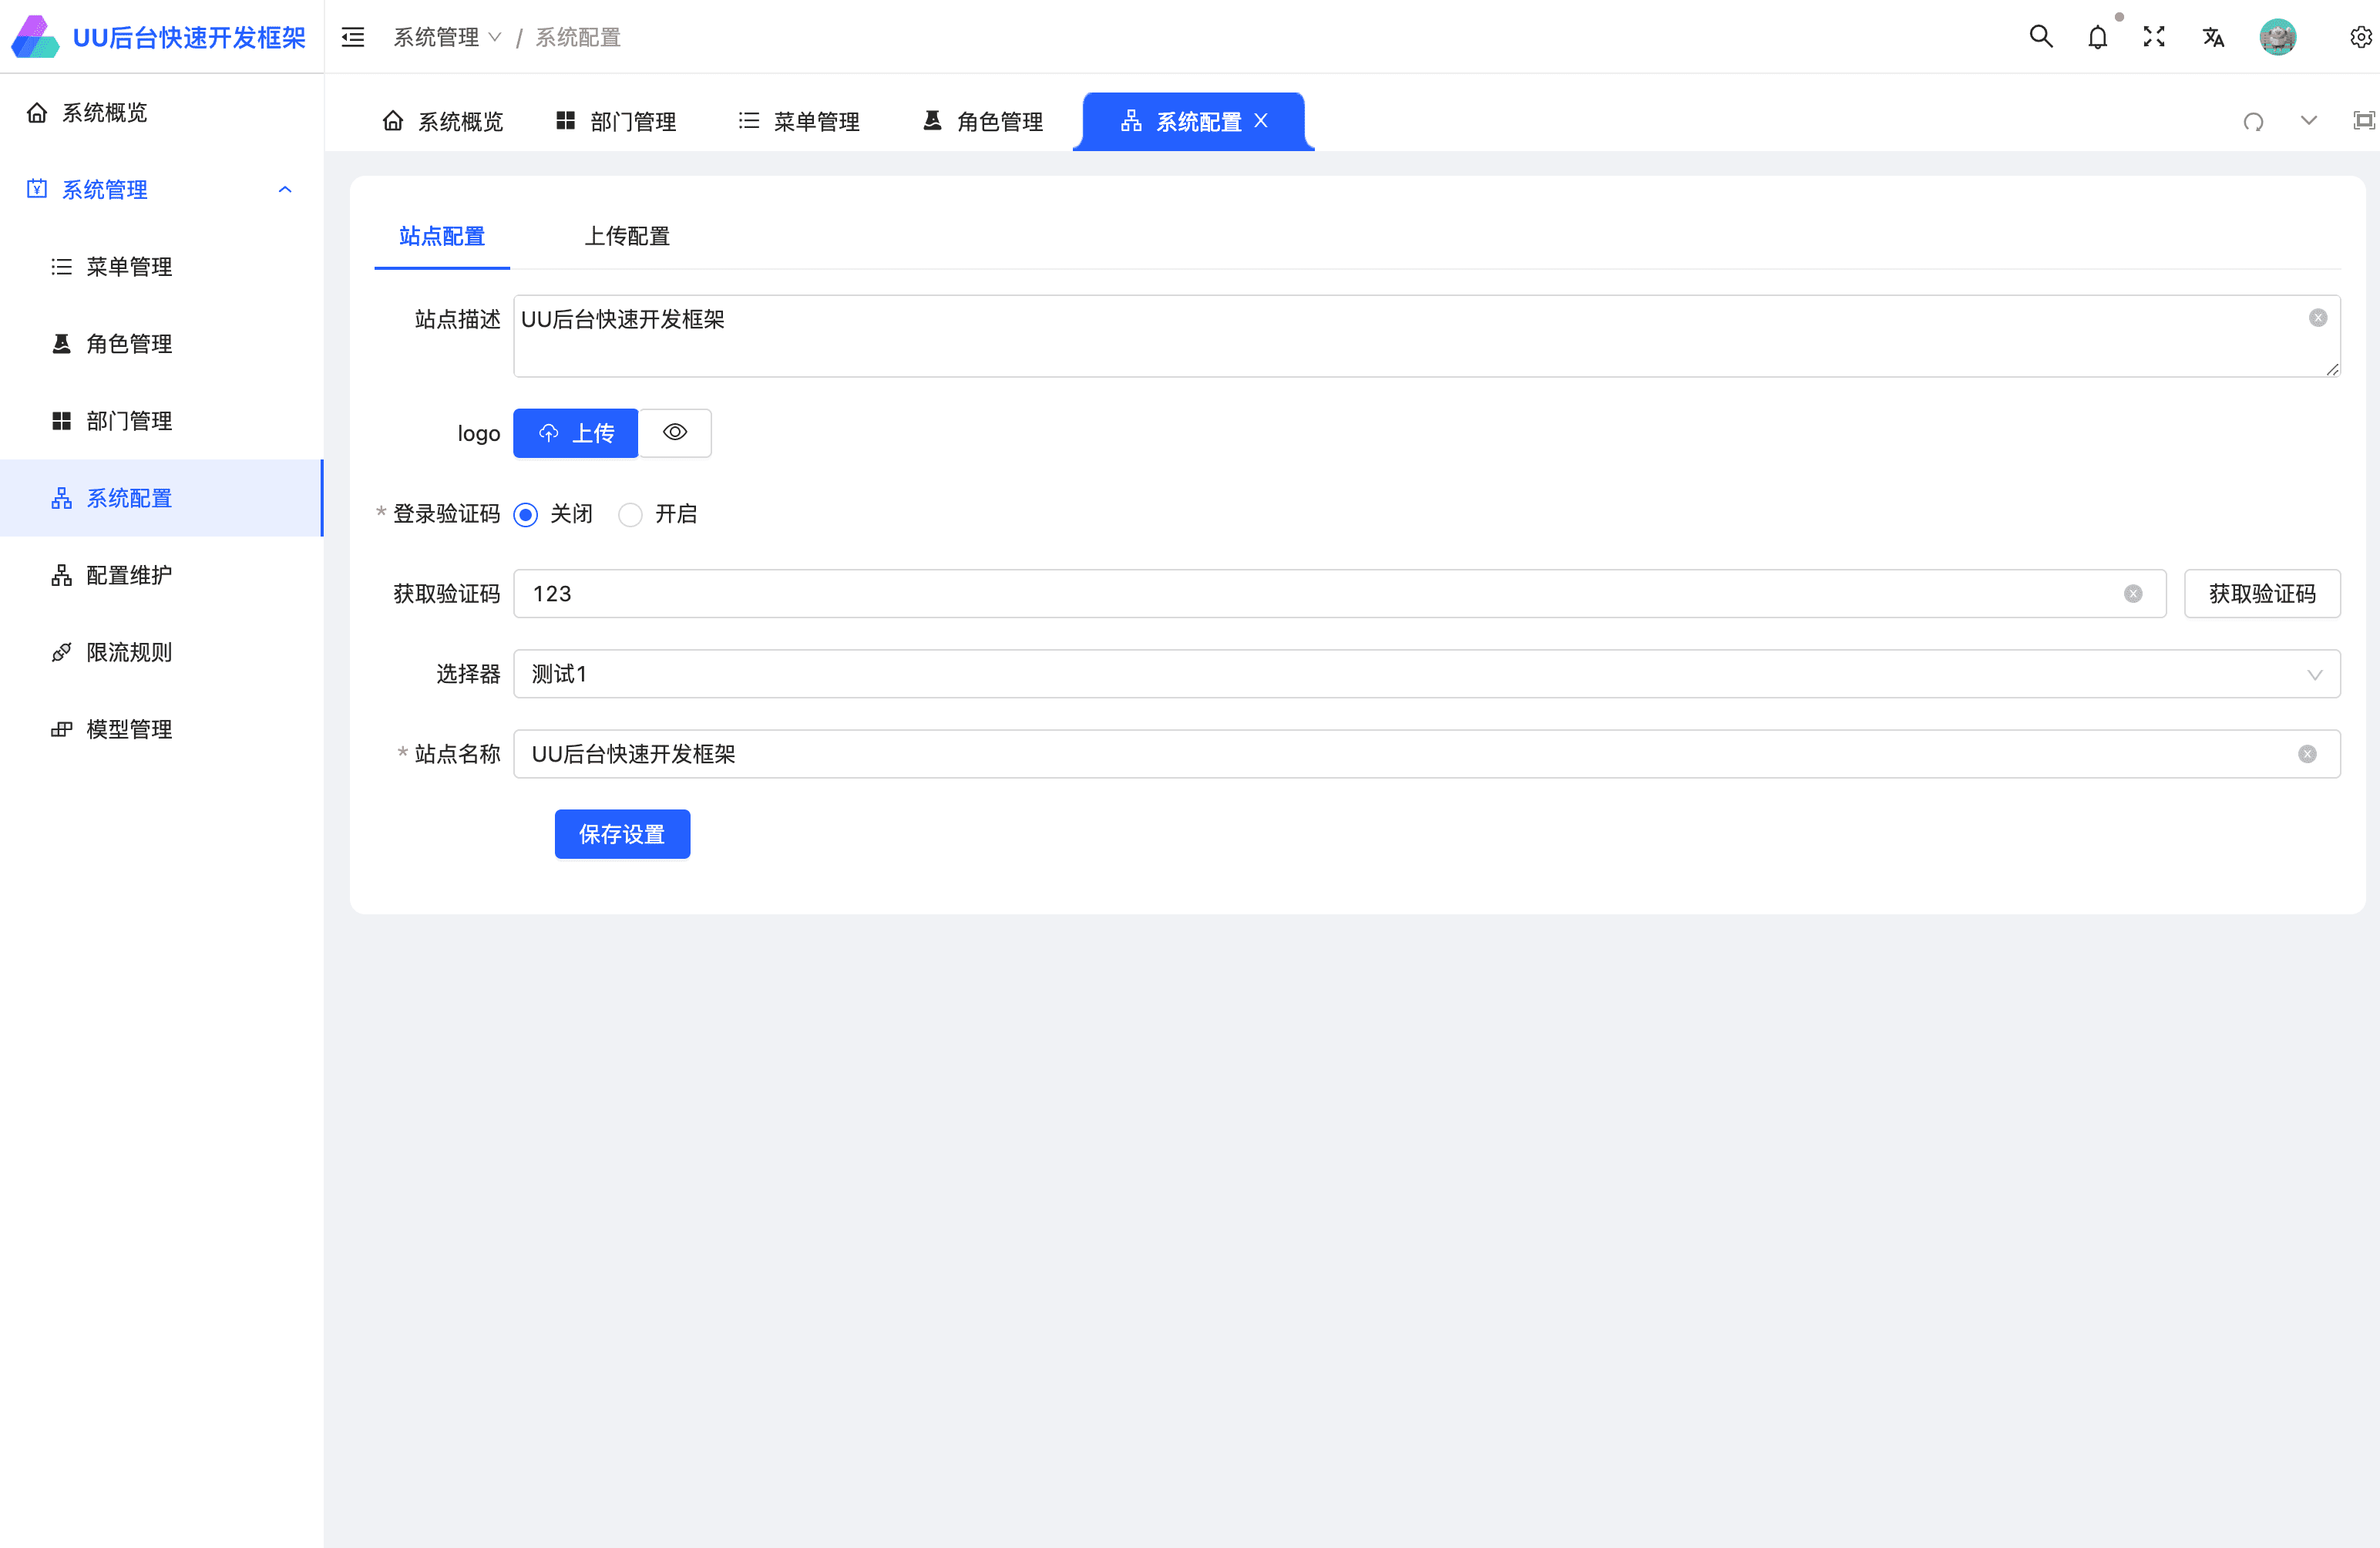 UU后台快速开发框架
系统管理 / 系统配置
系统概览
系统管理
菜单管理
角色管理
部门管理
系统配置
配置维护
限流规则
模型管理
系统概览 部门管理 菜单管理 角色管理 系统配置
站点配置 上传配置
站点描述 UU后台快速开发框架
logo 上传
* 登录验证码 关闭 开启
获取验证码 123 获取验证码
选择器 测试1
* 站点名称 UU后台快速开发框架
保存设置